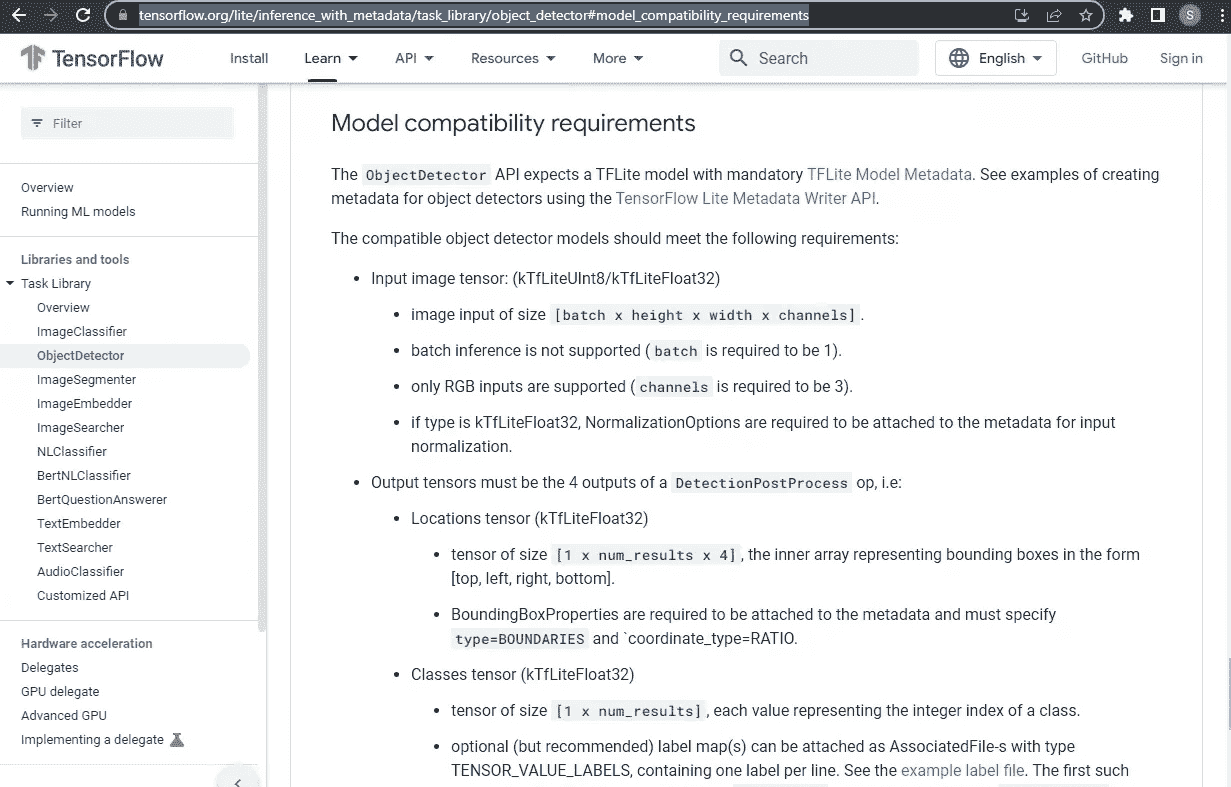 tensorflow.org/lite/inference_with_metadata/task_library/object_detector#model_compatibility_requirements
S
TensorFlow
Install
Learn
API
Resources
More
Search
English
GitHub
Sign in
Filter
Overview
Running ML models
Libraries and tools
Task Library
Overview
ImageClassifier
ObjectDetector
ImageSegmenter
ImageEmbedder
ImageSearcher
NLClassifier
BertNLClassifier
BertQuestionAnswerer
TextEmbedder
TextSearcher
AudioClassifier
Customized API
Hardware acceleration
Delegates
GPU delegate
Advanced GPU
Implementing a delegate
Model compatibility requirements
The ObjectDetector API expects a TFLite model with mandatory TFLite Model Metadata. See examples of creating
metadata for object detectors using the TensorFlow Lite Metadata Writer API.
The compatible object detector models should meet the following requirements:
• Input image tensor: (kTfLiteUInt8/kTfLiteFloat32)
• image input of size [batch x height x width x channels].
• batch inference is not supported (batch is required to be 1).
• only RGB inputs are supported (channels is required to be 3).
• if type is kTfLiteFloat32, NormalizationOptions are required to be attached to the metadata for input
normalization.
• Output tensors must be the 4 outputs of a DetectionPostProcess op, i.e:
• Locations tensor (kTfLiteFloat32)
• tensor of size [1 x num_results x 4], the inner array representing bounding boxes in the form
[top, left, right, bottom].
• BoundingBoxProperties are required to be attached to the metadata and must specify
type=BOUNDARIES and `coordinate_type=RATIO.
• Classes tensor (kTfLiteFloat32)
• tensor of size [1 x num_results], each value representing the integer index of a class.
• optional (but recommended) label map(s) can be attached as AssociatedFile-s with type
TENSOR_VALUE_LABELS, containing one label per line. See the example label file. The first such